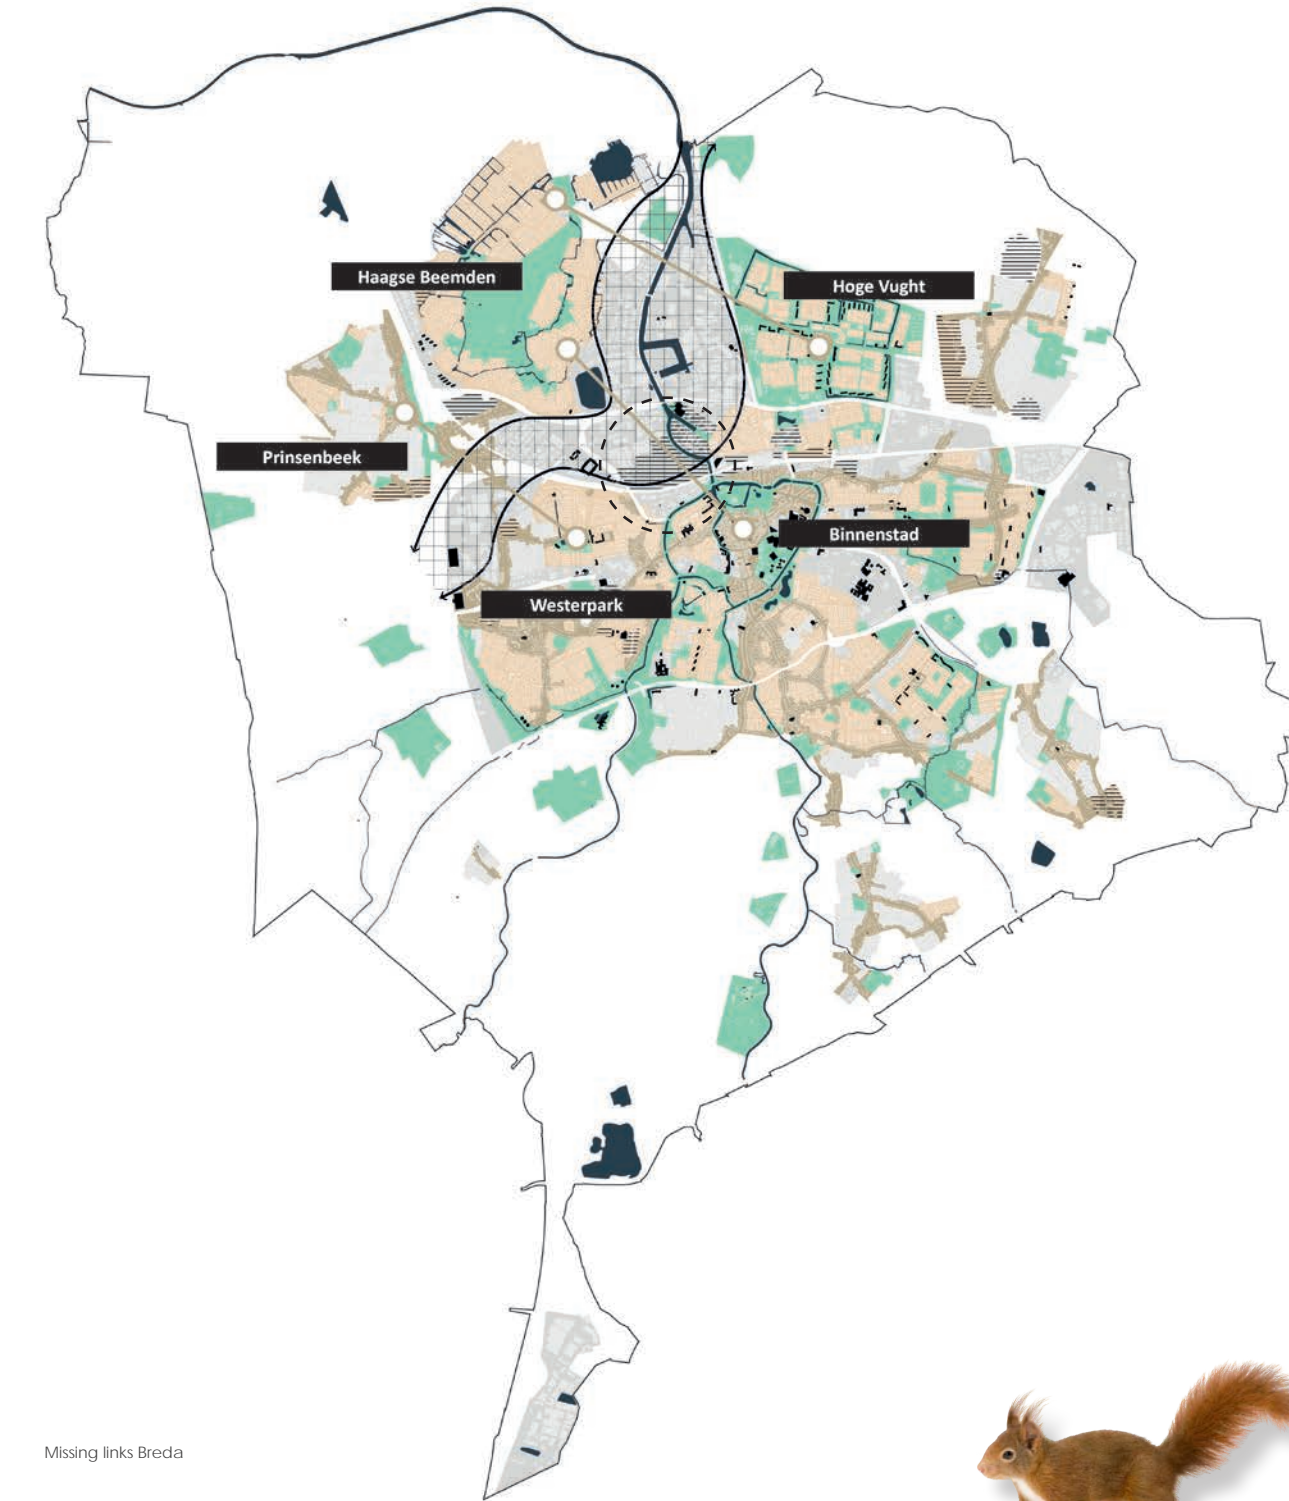 Haagse Beemden
Hoge Vught
Prinsenbeek
Binnenstad
Westerpark
Missing links Breda